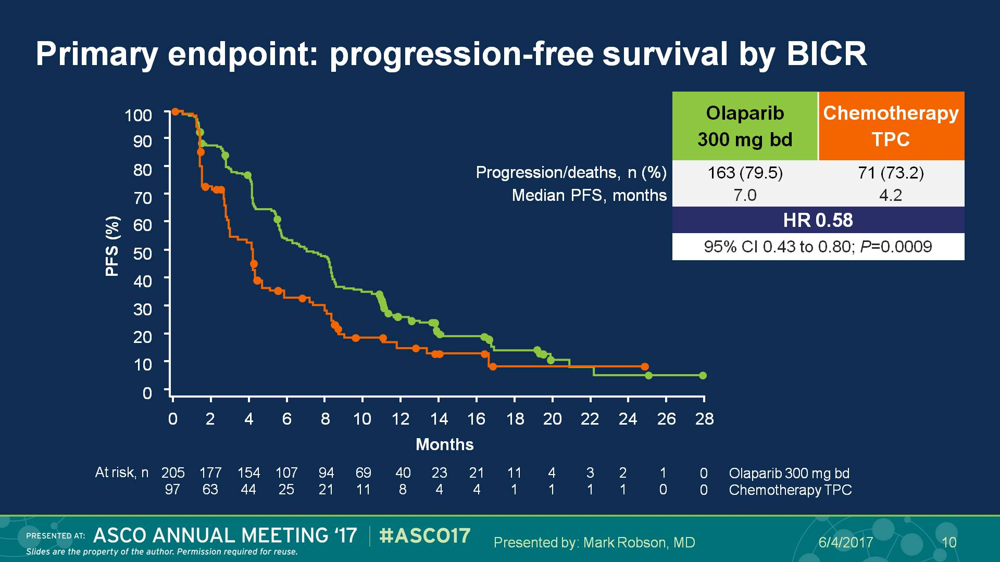 Primary endpoint: progression-free survival by BICR
Olaparib 300 mg bd
Chemotherapy TPC
Progression/deaths, n (%) 163 (79.5) 71 (73.2)
Median PFS, months 7.0 4.2
HR 0.58
95% CI 0.43 to 0.80; P=0.0009
PFS (%)
100
90
80
70
60
50
40
30
20
10
0
0 2 4 6 8 10 12 14 16 18 20 22 24 26 28
Months
At risk, n 205 177 154 107 94 69 40 23 21 11 4 3 2 1 0 Olaparib 300 mg bd
97 63 44 25 21 11 8 4 4 1 1 1 1 0 0 Chemotherapy TPC
PRESENTED AT: ASCO ANNUAL MEETING ‘17 | #ASCO17
Slides are the property of the author. Permission required for reuse.
Presented by: Mark Robson, MD
6/4/2017
10